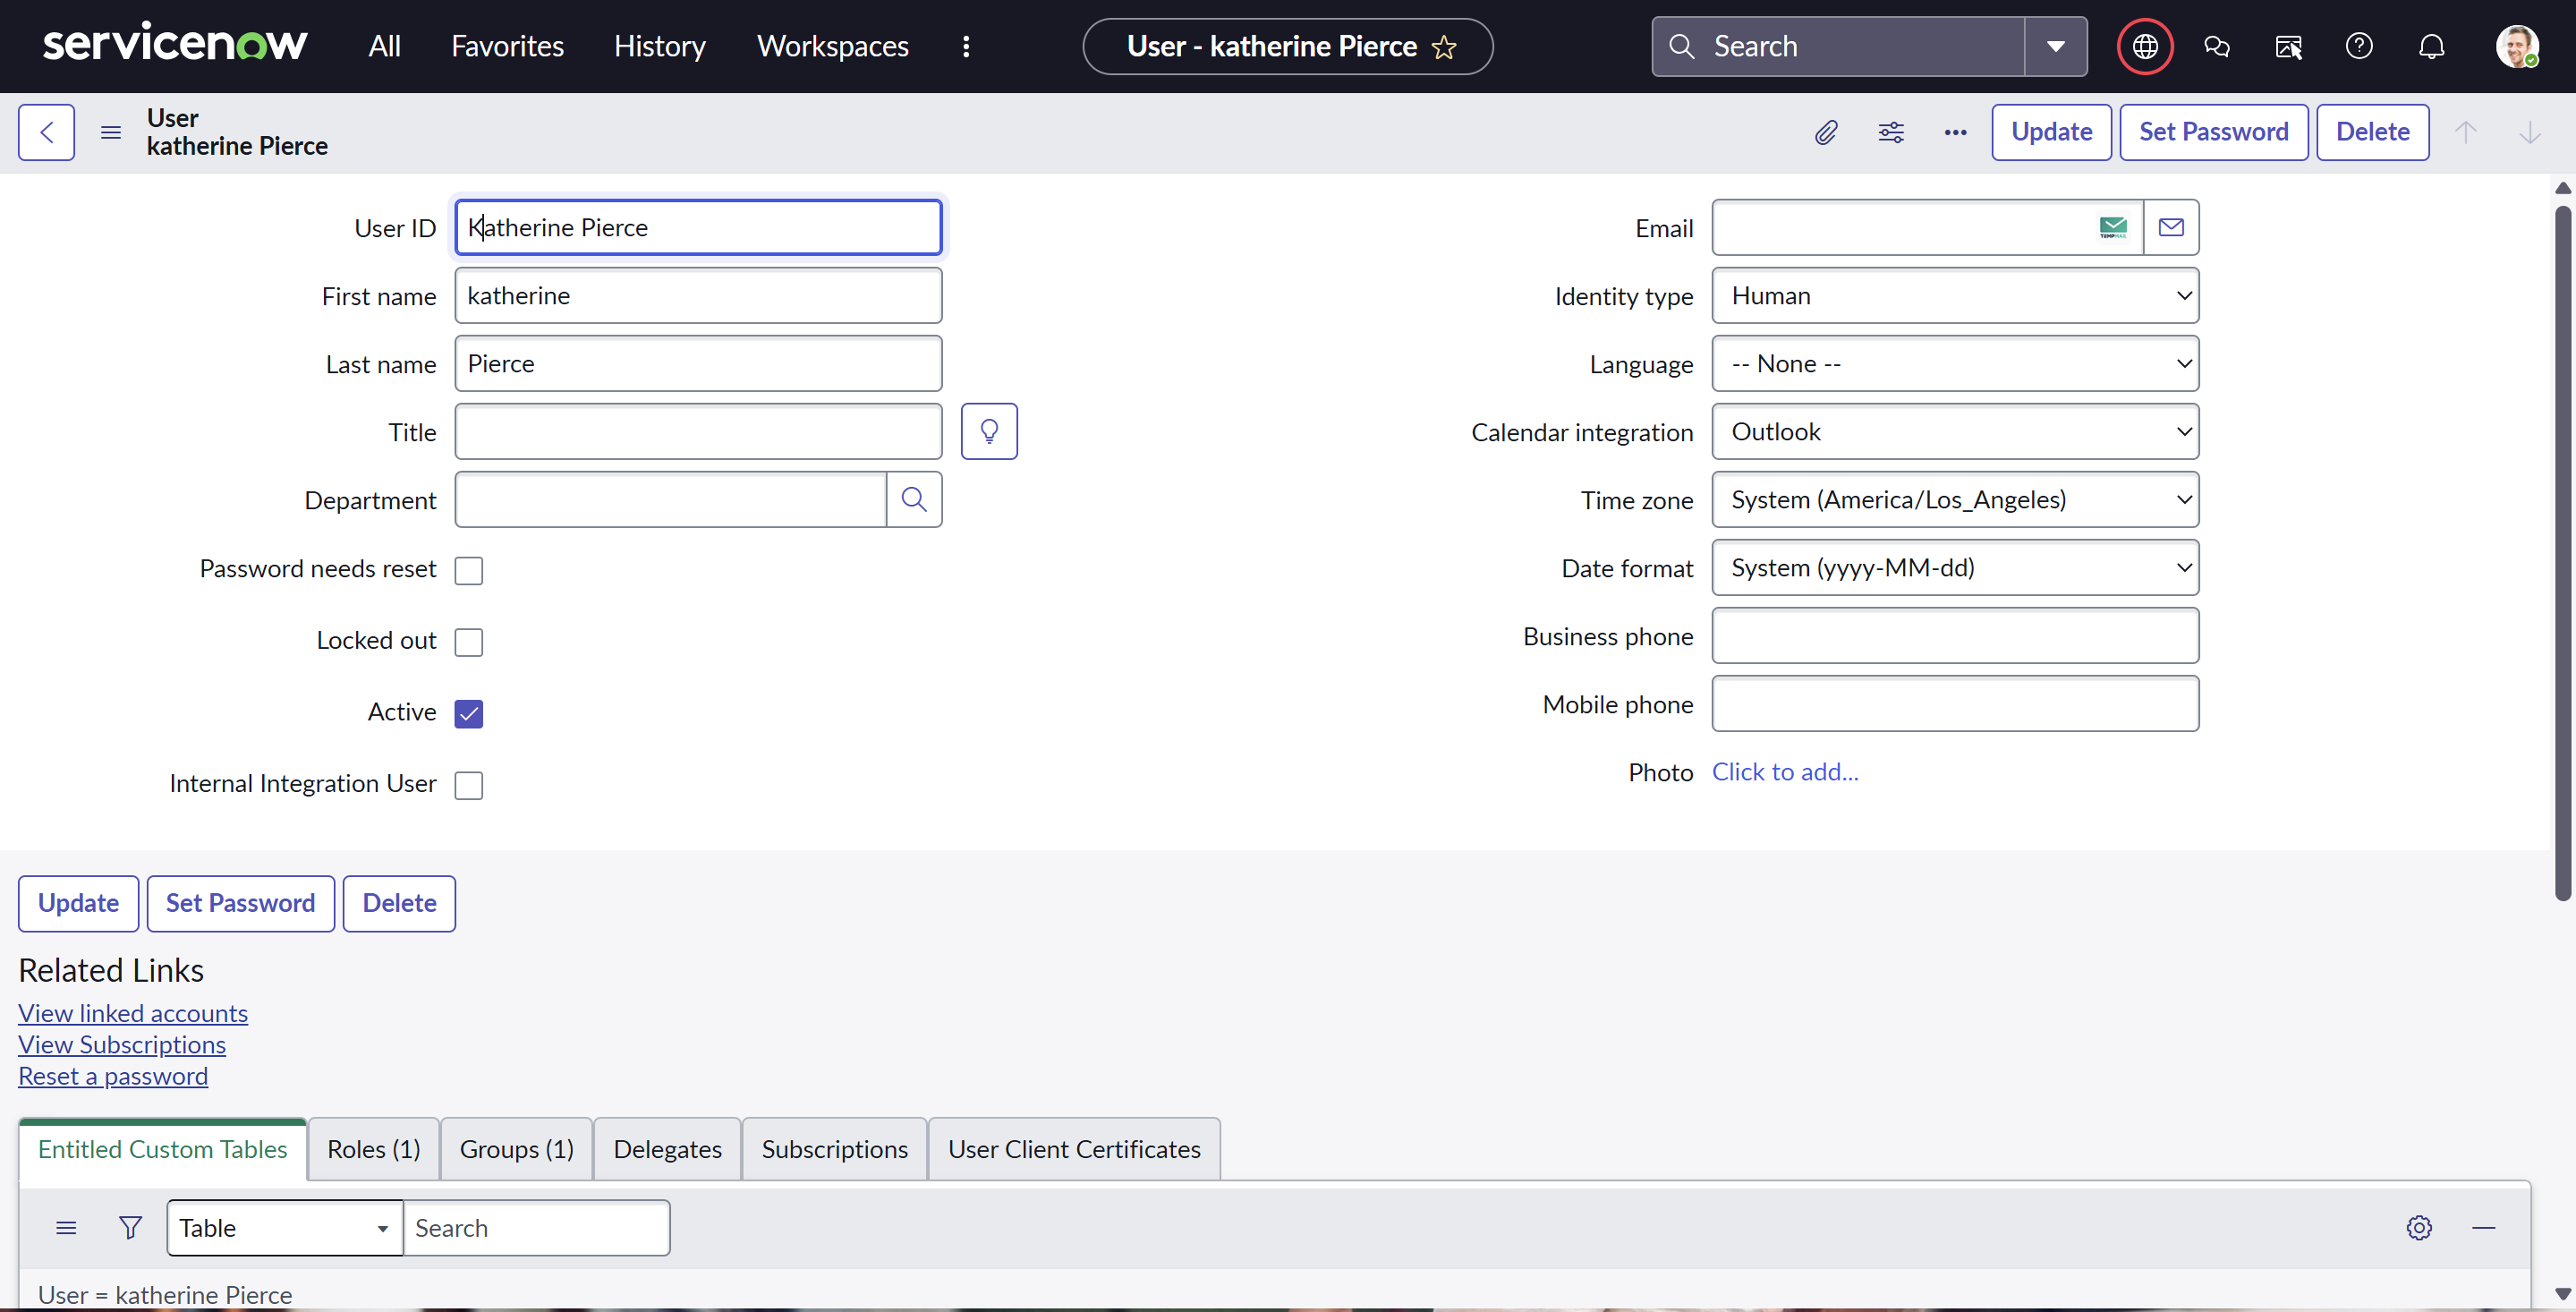 servicenow All Favorites History Workspaces User - katherine Pierce Search
User
katherine Pierce
Update Set Password Delete
User ID Katherine Pierce
First name katherine
Last name Pierce
Title
Department
Password needs reset
Locked out
Active
Internal Integration User
Email TEMPMAIL
Identity type Human
Language -- None --
Calendar integration Outlook
Time zone System (America/Los_Angeles)
Date format System (yyyy-MM-dd)
Business phone
Mobile phone
Photo Click to add...
Update Set Password Delete
Related Links
View linked accounts
View Subscriptions
Reset a password
Entitled Custom Tables Roles (1) Groups (1) Delegates Subscriptions User Client Certificates
Table Search
User = katherine Pierce